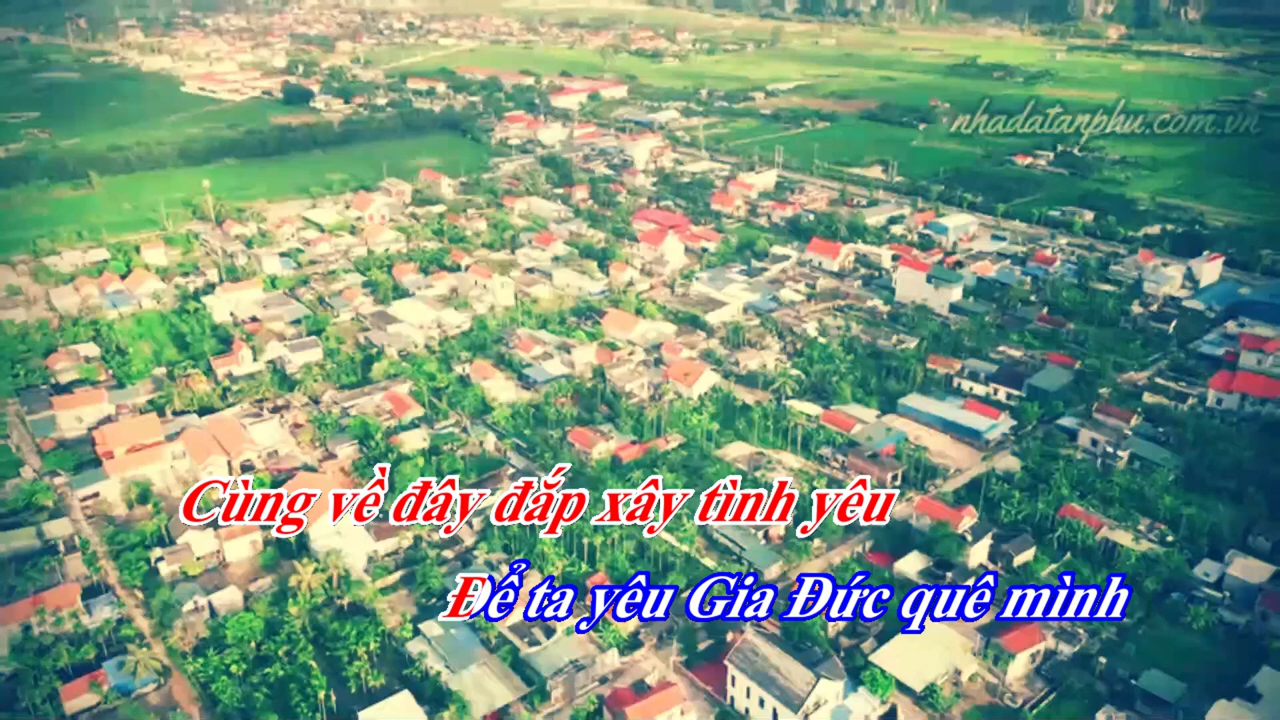 nhadatanphu.com.vn
Cùng về đây đắp xây tình yêu
Để ta yêu Gia Đức quê mình